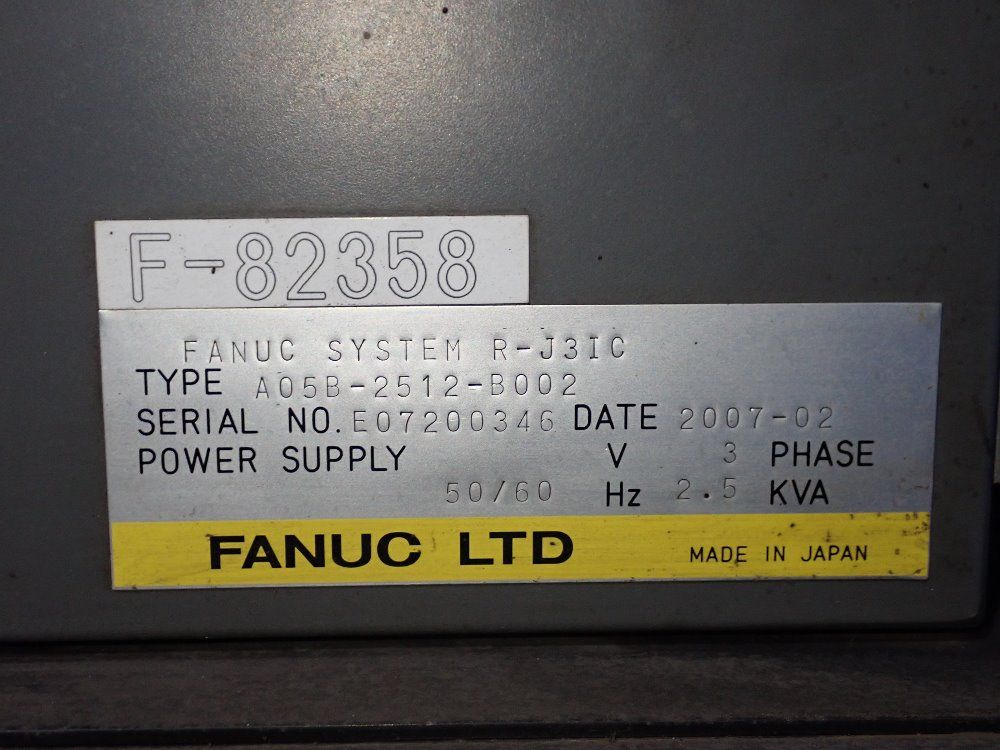 F-82358
FANUC SYSTEM R-J3IC
TYPE A05B-2512-B002
SERIAL NO. E07200346 DATE 2007-02
POWER SUPPLY V 3 PHASE
50/60 Hz 2.5 KVA
FANUC LTD MADE IN JAPAN